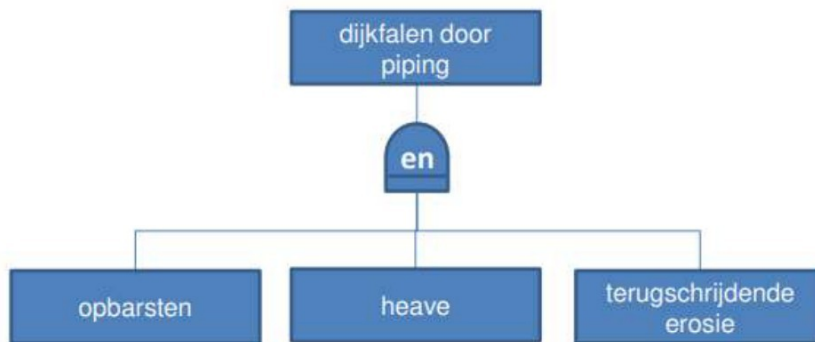 dijkfalen door
piping
en
opbarsten
heave
terugschrijdende
erosie